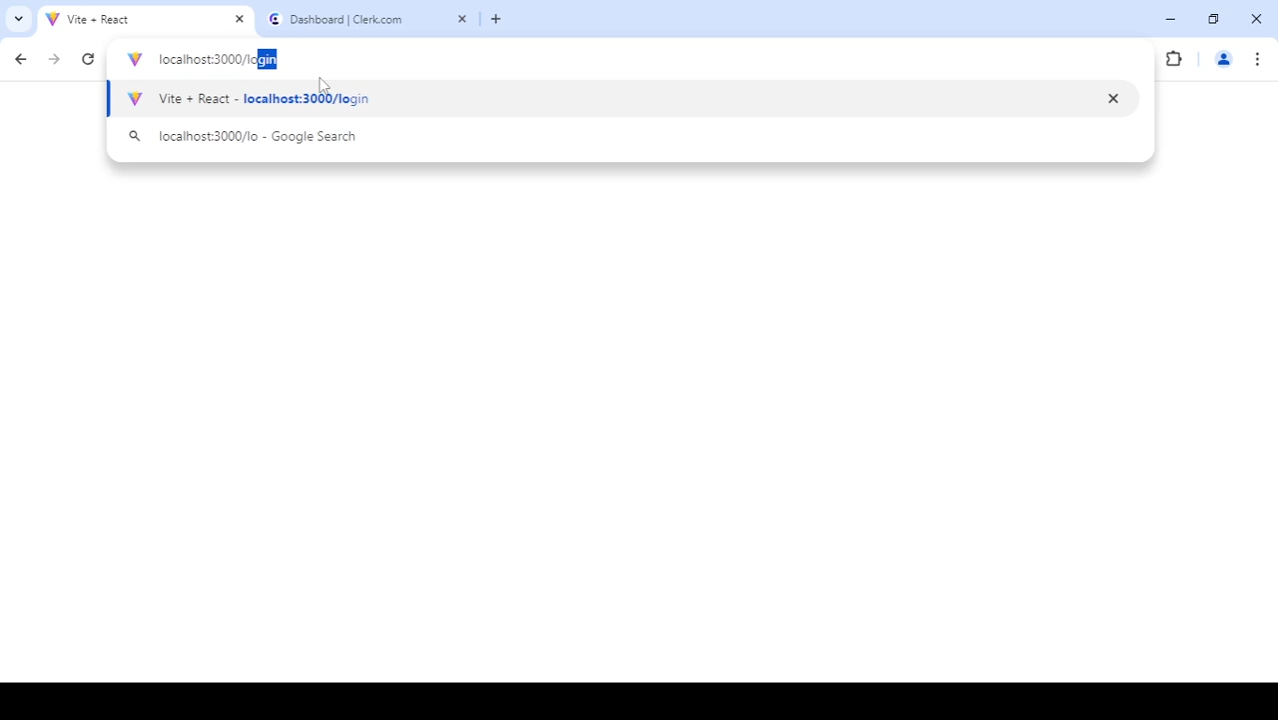 Vite + React
Dashboard | Clerk.com
localhost:3000/login
Vite + React - localhost:3000/login
localhost:3000/lo - Google Search